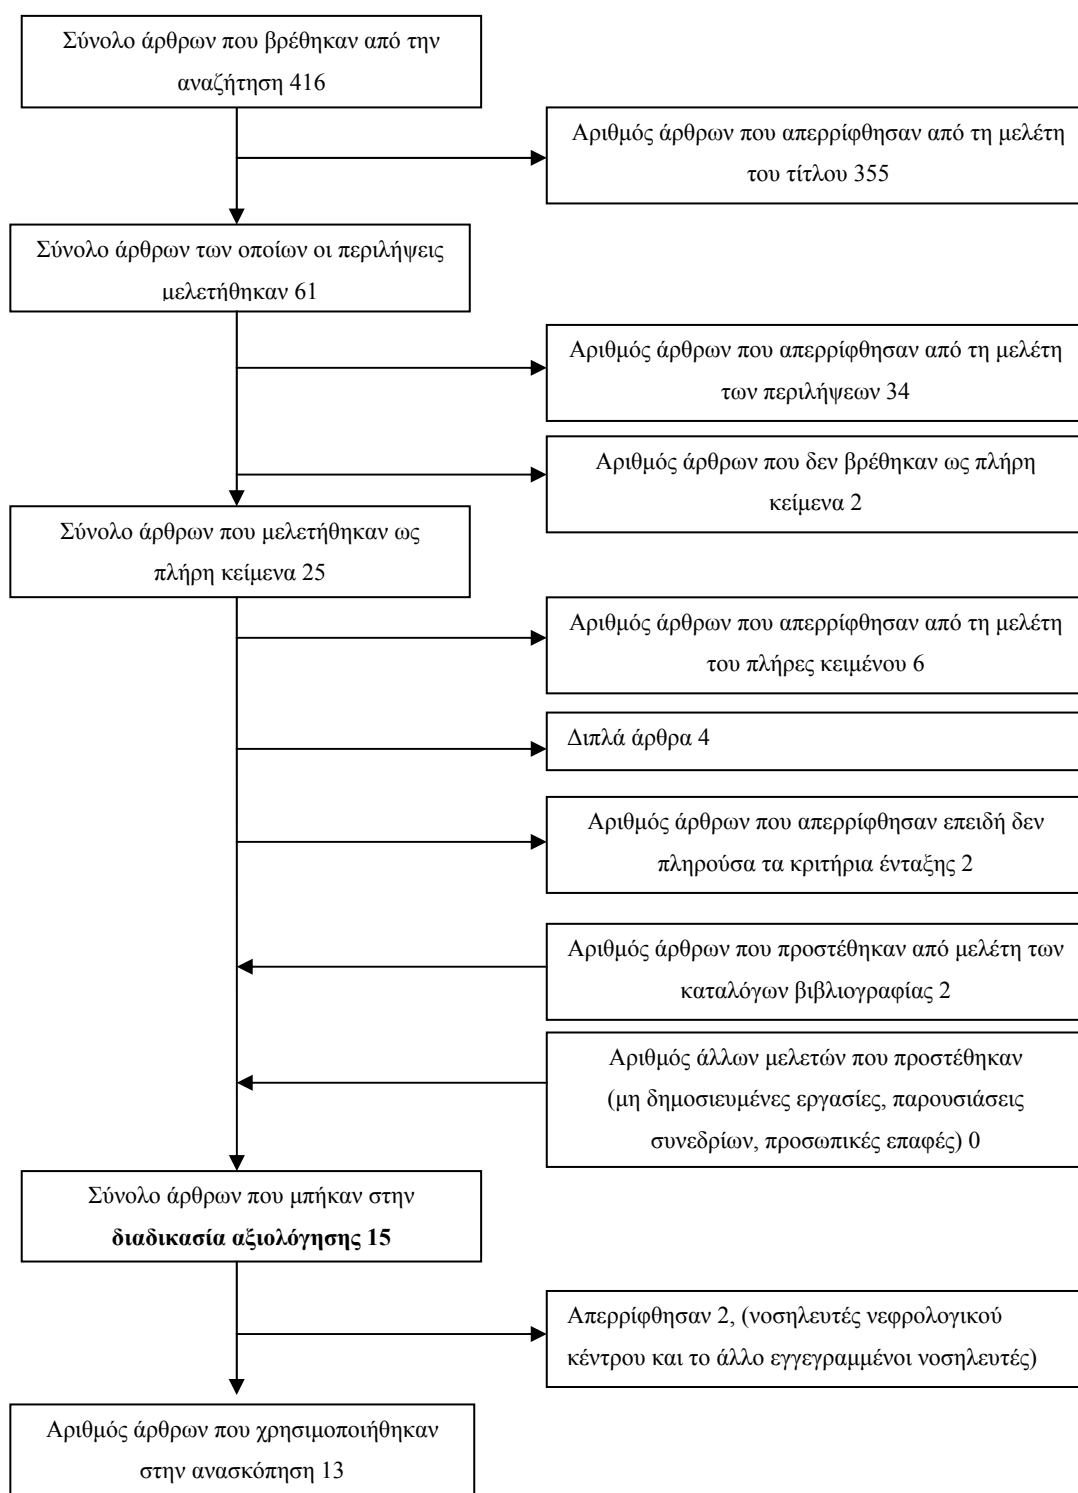 Σύνολο άρθρων που βρέθηκαν από την
αναζήτηση 416
Αριθμός άρθρων που απερρίφθησαν από τη μελέτη
του τίτλου 355
Σύνολο άρθρων των οποίων οι περιλήψεις
μελετήθηκαν 61
Αριθμός άρθρων που απερρίφθησαν από τη μελέτη
των περιλήψεων 34
Αριθμός άρθρων που δεν βρέθηκαν ως πλήρη
κείμενα 2
Σύνολο άρθρων που μελετήθηκαν ως
πλήρη κείμενα 25
Αριθμός άρθρων που απερρίφθησαν από τη μελέτη
του πλήρες κειμένου 6
Διπλά άρθρα 4
Αριθμός άρθρων που απερρίφθησαν επειδή δεν
πληρούσα τα κριτήρια ένταξης 2
Αριθμός άρθρων που προστέθηκαν από μελέτη των
καταλόγων βιβλιογραφίας 2
Αριθμός άλλων μελετών που προστέθηκαν
(μη δημοσιευμένες εργασίες, παρουσιάσεις
συνεδρίων, προσωπικές επαφές) 0
Σύνολο άρθρων που μπήκαν στην
διαδικασία αξιολόγησης 15
Απερρίφθησαν 2, (νοσηλευτές νεφρολογικού
κέντρου και το άλλο εγγεγραμμένοι νοσηλευτές)
Αριθμός άρθρων που χρησιμοποιήθηκαν
στην ανασκόπηση 13